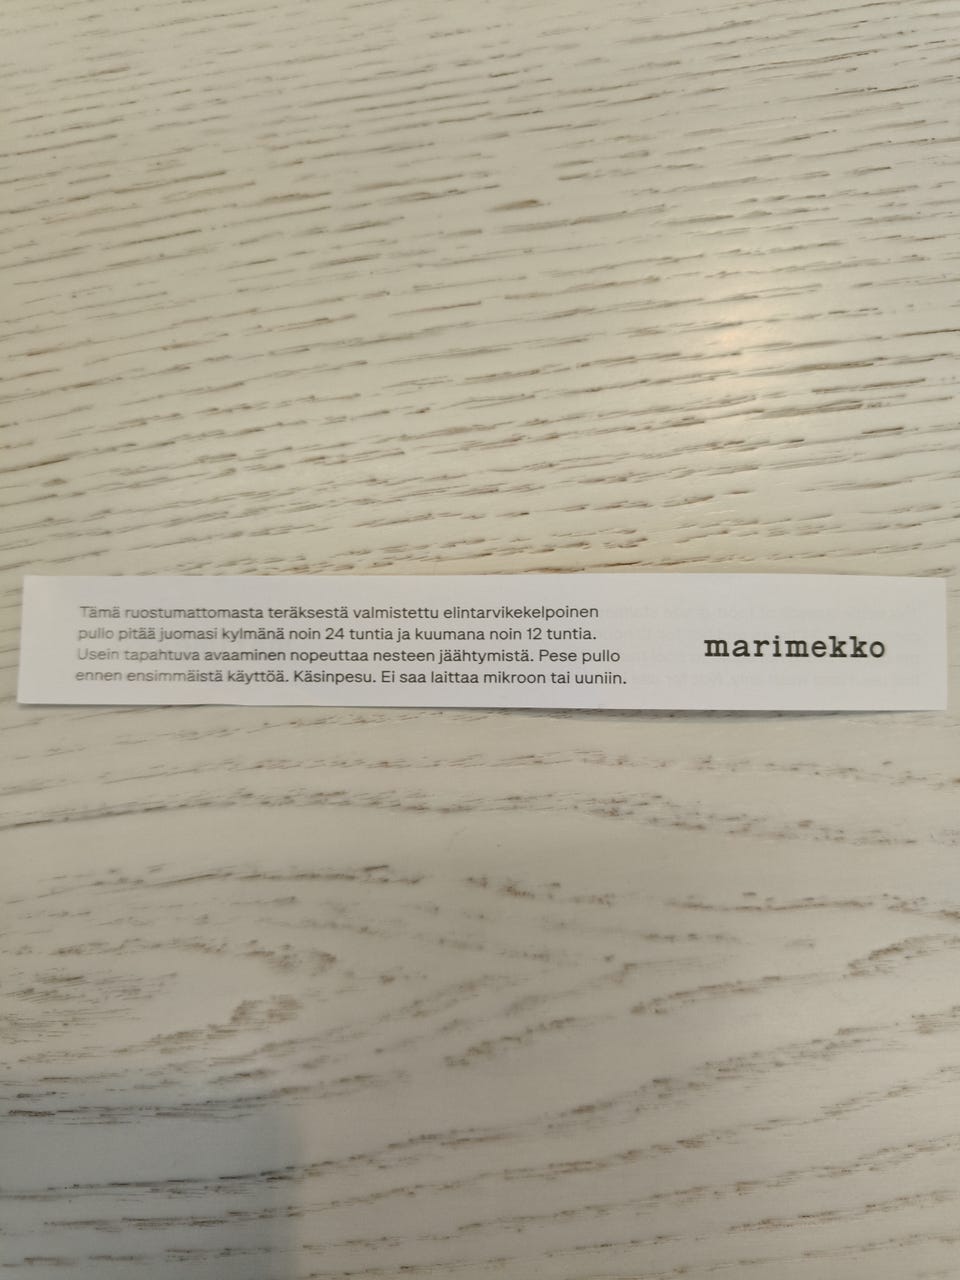 Tämä ruostumattomasta teräksestä valmistettu elintarvikekelpoinen
pullo pitää juomasi kylmänä noin 24 tuntia ja kuumana noin 12 tuntia.
Usein tapahtuva avaaminen nopeuttaa nesteen jäähtymistä. Pese pullo
ennen ensimmäistä käyttöä. Käsinpesu. Ei saa laittaa mikroon tai uuniin.
marimekko